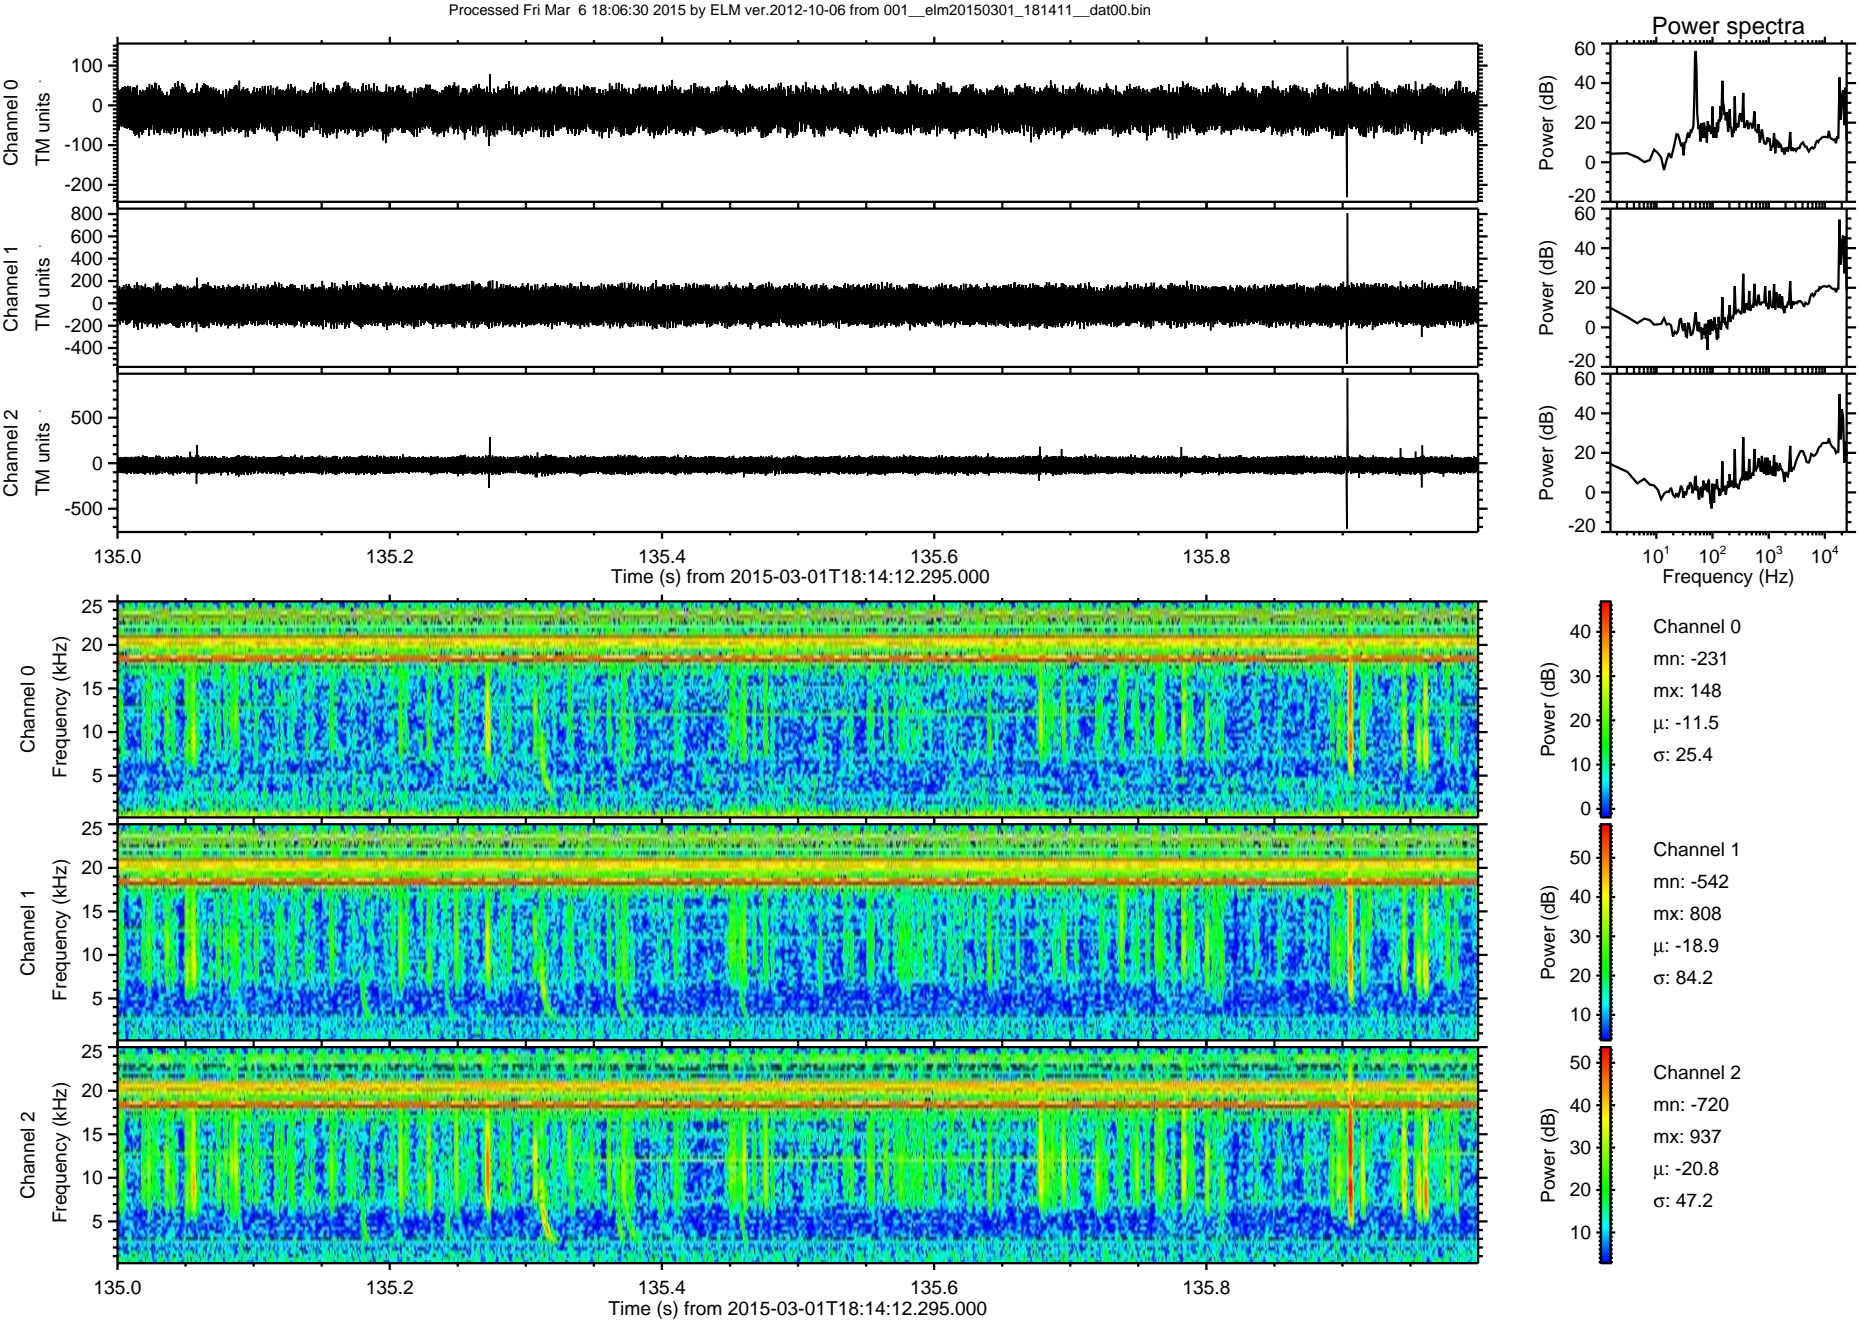 Processed Fri Mar 6 18:06:30 2015 by ELM ver.2012-10-06 from 001__elm20150301_181411__dat00.bin
Power spectra
Channel 0
TM units
100
0
-100
-200
Power (dB)
60
40
20
0
-20
Channel 1
TM units
800
600
400
200
0
-200
-400
Power (dB)
60
40
20
0
-20
Channel 2
TM units
500
0
-500
Power (dB)
60
40
20
0
-20
135.0 135.2 135.4 135.6 135.8
Time (s) from 2015-03-01T18:14:12.295.000
10¹ 10² 10³ 10⁴
Frequency (Hz)
Channel 0
Frequency (kHz)
25
20
15
10
5
Power (dB)
40
30
20
10
0
Channel 0
mn: -231
mx: 148
µ: -11.5
σ: 25.4
Channel 1
Frequency (kHz)
25
20
15
10
5
Power (dB)
50
40
30
20
10
Channel 1
mn: -542
mx: 808
µ: -18.9
σ: 84.2
Channel 2
Frequency (kHz)
25
20
15
10
5
Power (dB)
50
40
30
20
10
Channel 2
mn: -720
mx: 937
µ: -20.8
σ: 47.2
135.0 135.2 135.4 135.6 135.8
Time (s) from 2015-03-01T18:14:12.295.000